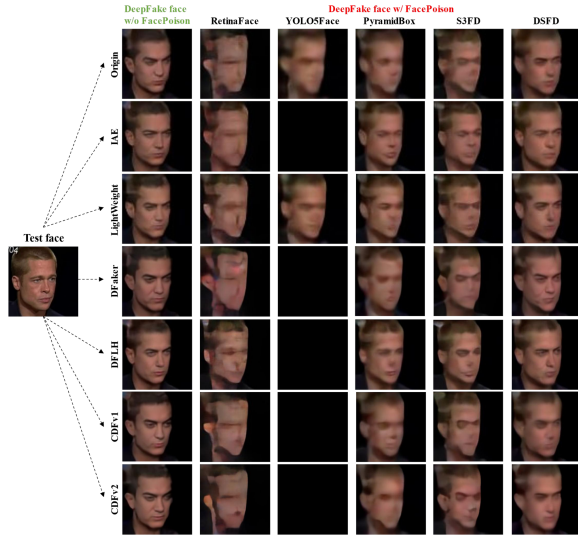 DeepFake face
w/o FacePoison
DeepFake face w/ FacePoison
RetinaFace
YOLO5Face
PyramidBox
S3FD
DSFD
Origin
IAE
LightWeight
Test face
04
DFaker
DFLH
CDFv1
CDFv2